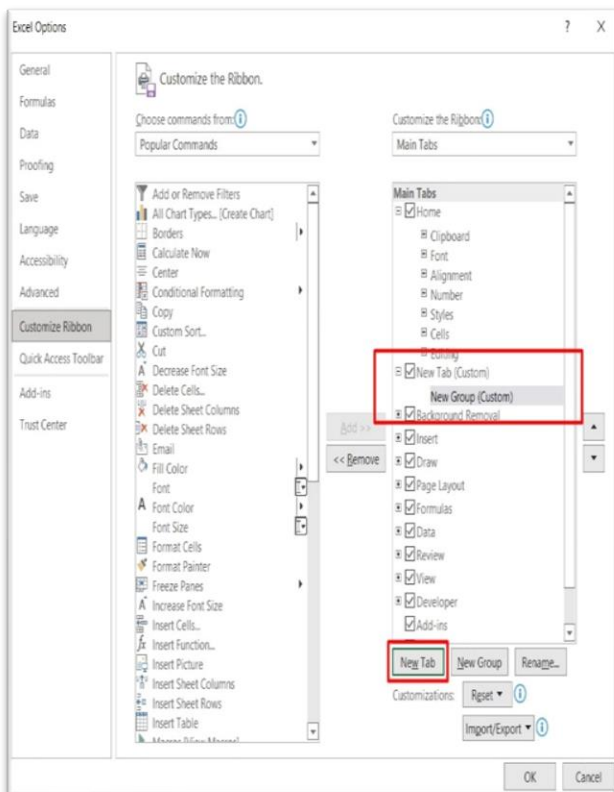 Excel Options
?
X
General
Formulas
Data
Proofing
Save
Language
Accessibility
Advanced
Customize Ribbon
Quick Access Toolbar
Add-ins
Trust Center
Customize the Ribbon.
Choose commands from:
Popular Commands
Add or Remove Filters
All Chart Types... [Create Chart]
Borders
Calculate Now
Center
Conditional Formatting
Copy
Custom Sort...
Cut
Decrease Font Size
Delete Cells...
Delete Sheet Columns
Delete Sheet Rows
Email
Fill Color
Font
Font Color
Font Size
Format Cells
Format Painter
Freeze Panes
Increase Font Size
Insert Cells...
Insert Function...
Insert Picture
Insert Sheet Columns
Insert Sheet Rows
Insert Table
Macros [View Macros]
Add >>
<< Remove
Customize the Ribbon:
Main Tabs
Main Tabs
Home
Clipboard
Font
Alignment
Number
Styles
Cells
Editing
New Tab (Custom)
New Group (Custom)
Background Removal
Insert
Draw
Page Layout
Formulas
Data
Review
View
Developer
Add-ins
New Tab
New Group
Rename...
Customizations:
Reset
Import/Export
OK
Cancel